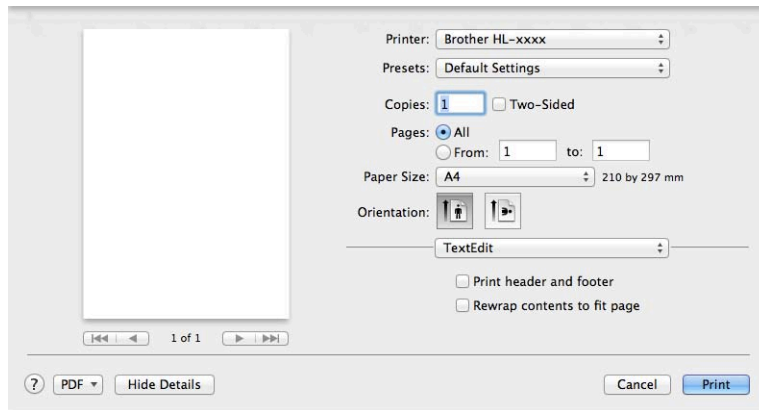 Printer: Brother HL-xxxx
Presets: Default Settings
Copies: 1 Two-Sided
Pages: All
From: 1 to: 1
Paper Size: A4 210 by 297 mm
Orientation:
TextEdit
Print header and footer
Rewrap contents to fit page
1 of 1
? PDF Hide Details Cancel Print